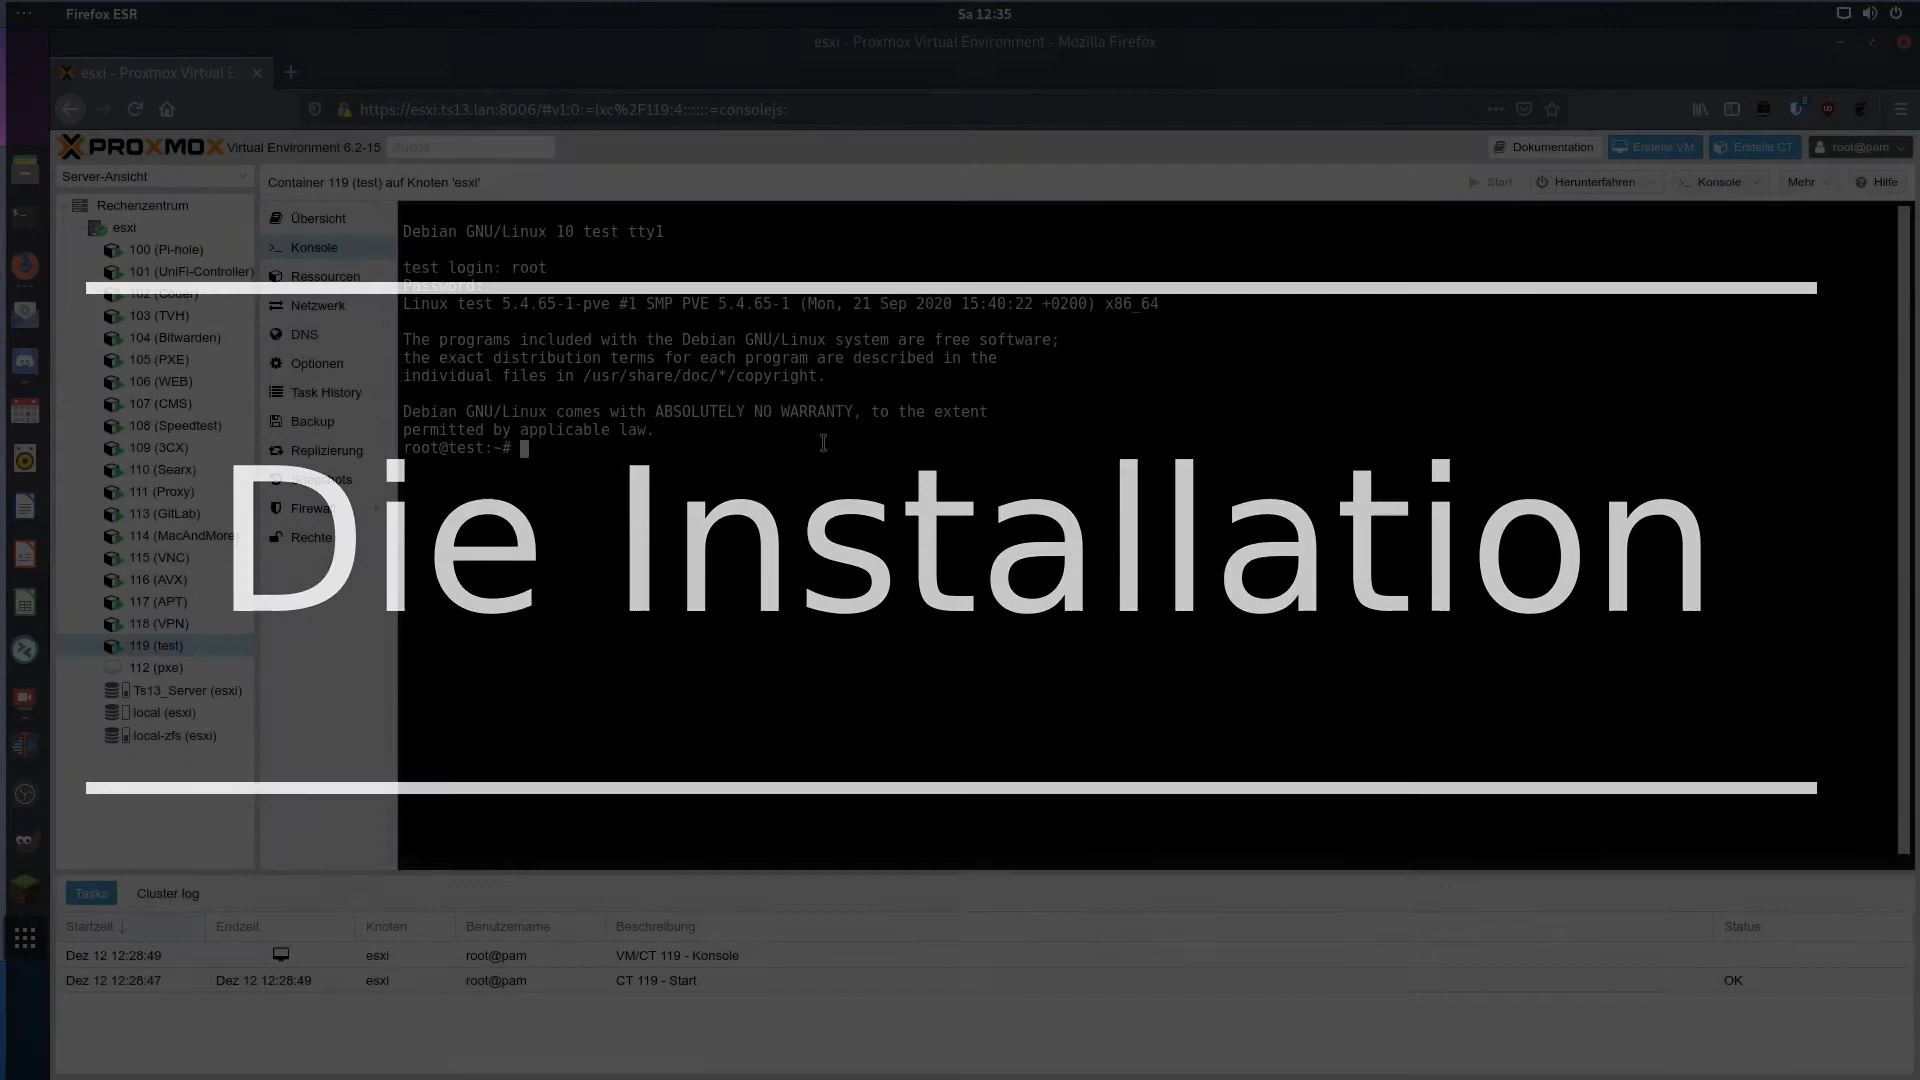 Firefox ESR
Sa 12:35
esxi - Proxmox Virtual Environment - Mozilla Firefox
esxi - Proxmox Virtual E
https://esxi.ts13.lan:8006/#v1:0:=lxc%2F119:4::::::=consolejs:
PROXMOX Virtual Environment 6.2-15
Suche
Dokumentation
Erstelle VM
Erstelle CT
root@pam
Server-Ansicht
Container 119 (test) auf Knoten 'esxi'
Start
Herunterfahren
Konsole
Mehr
Hilfe
Rechenzentrum
esxi
100 (Pi-hole)
101 (UniFi-Controller)
102 (Coder)
103 (TVH)
104 (Bitwarden)
105 (PXE)
106 (WEB)
107 (CMS)
108 (Speedtest)
109 (3CX)
110 (Searx)
111 (Proxy)
113 (GitLab)
114 (MacAndMore
115 (VNC)
116 (AVX)
117 (APT)
118 (VPN)
119 (test)
112 (pxe)
Ts13_Server (esxi)
local (esxi)
local-zfs (esxi)
Übersicht
Konsole
Ressourcen
Netzwerk
DNS
Optionen
Task History
Backup
Replizierung
Snapshots
Firewa
Rechte
Debian GNU/Linux 10 test tty1
test login: root
Password:
Linux test 5.4.65-1-pve #1 SMP PVE 5.4.65-1 (Mon, 21 Sep 2020 15:40:22 +0200) x86_64
The programs included with the Debian GNU/Linux system are free software;
the exact distribution terms for each program are described in the
individual files in /usr/share/doc/*/copyright.
Debian GNU/Linux comes with ABSOLUTELY NO WARRANTY, to the extent
permitted by applicable law.
root@test:~#
Die Installation
Tasks
Cluster log
Startzeit
Endzeit
Knoten
Benutzername
Beschreibung
Status
Dez 12 12:28:49
esxi
root@pam
VM/CT 119 - Konsole
Dez 12 12:28:47
Dez 12 12:28:49
esxi
root@pam
CT 119 - Start
OK